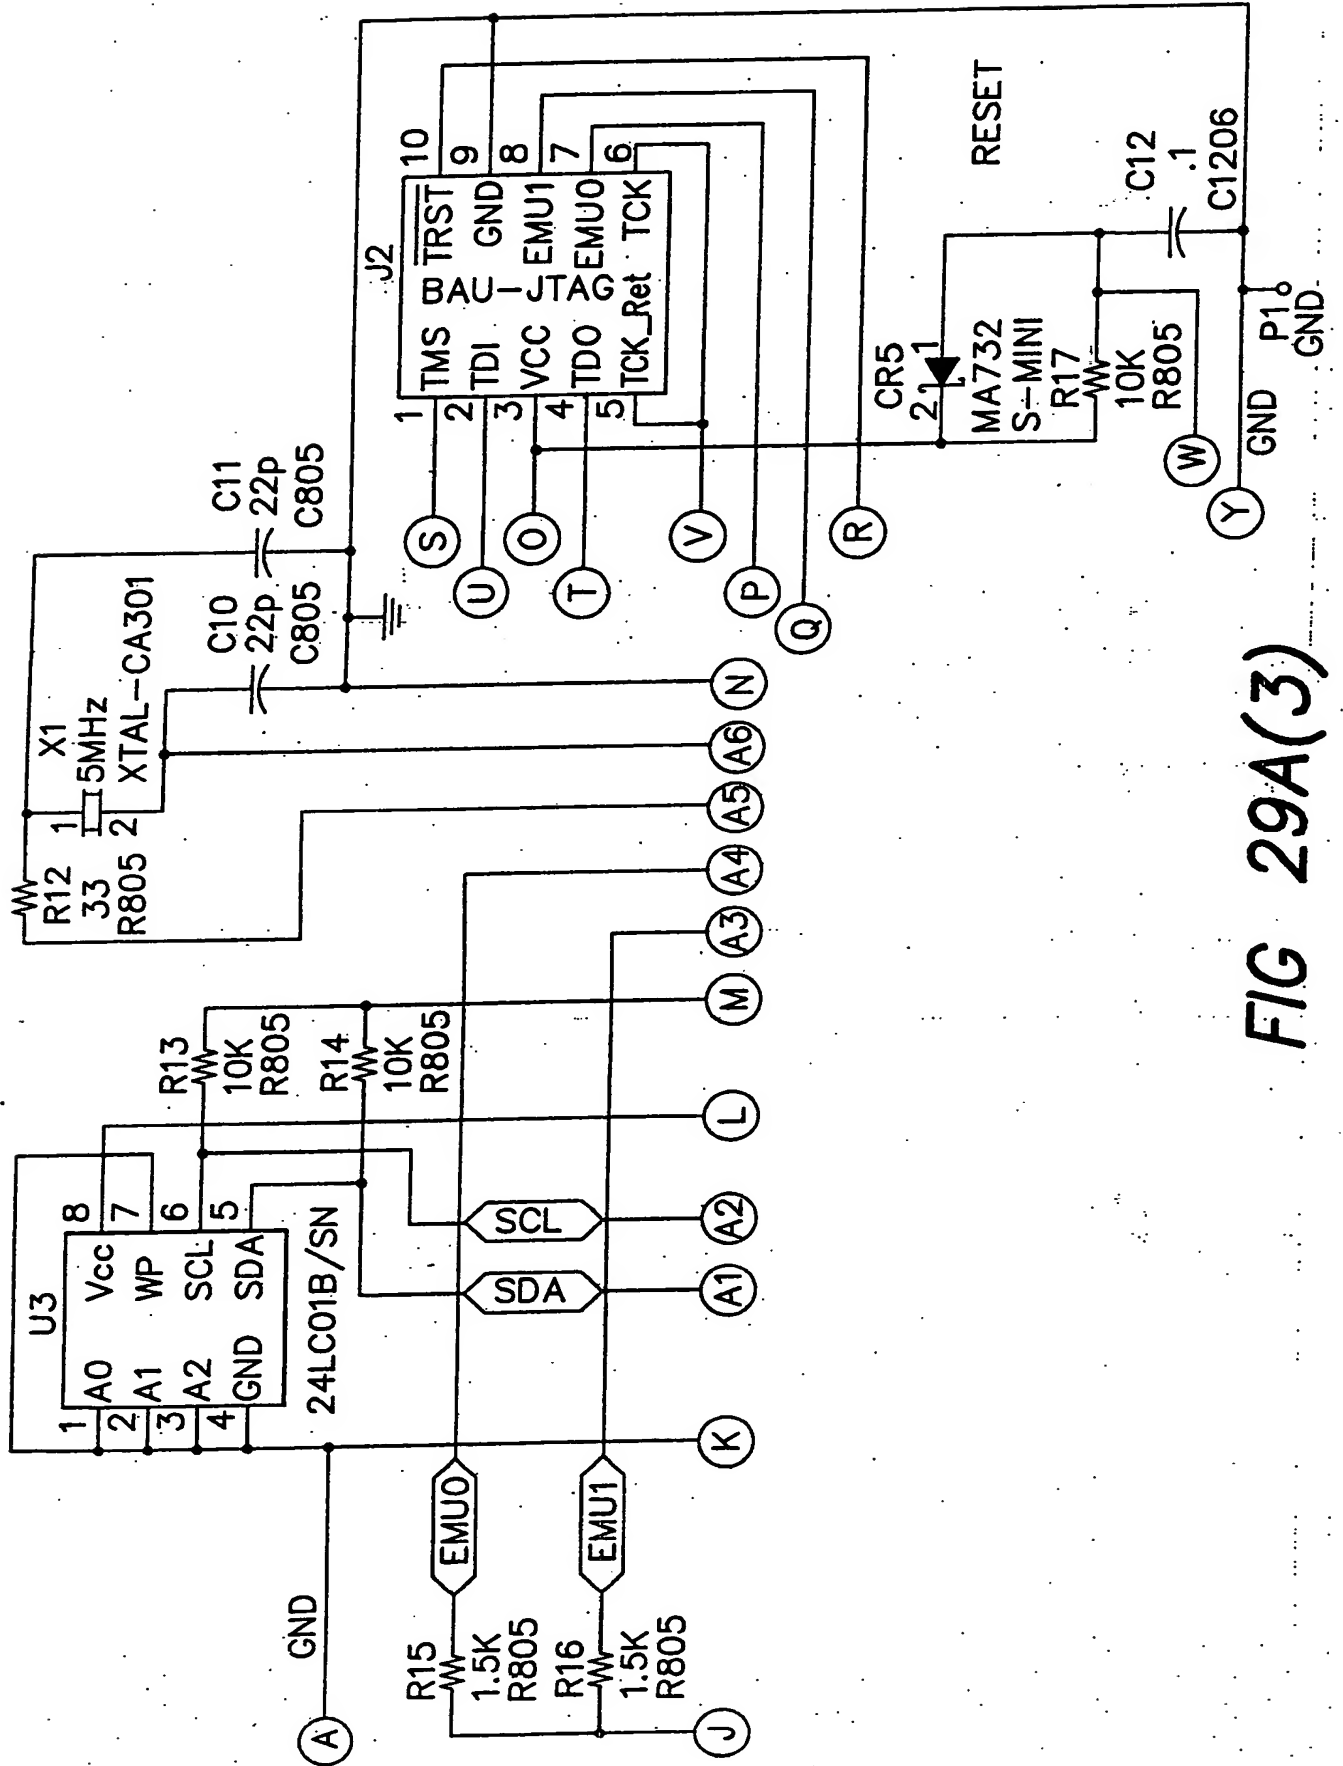 A
GND
U3
1
2
3
4
A0
A1
A2
GND
Vcc
WP
SCL
SDA
8
7
6
5
24LC01B/SN
R13
10K
R805
R14
10K
R805
R12
33
R805
X1
1
2
5MHz
XTAL-CA301
C10
22p
C805
C11
22p
C805
R15
1.5K
R805
R16
1.5K
R805
EMU0
EMU1
SCL
SDA
J
K
A1
A2
L
M
A3
A4
A5
A6
N
J2
BAU-JTAG
1
2
3
4
5
TMS
TDI
VCC
TDO
TCK_Ret
TRST
GND
EMU1
EMU0
TCK
10
9
8
7
6
S
U
O
T
V
P
Q
R
RESET
CR5
2
1
MA732
S-MINI
R17
10K
R805
C12
.1
C1206
W
Y
GND
P1
GND
FIG 29A(3)